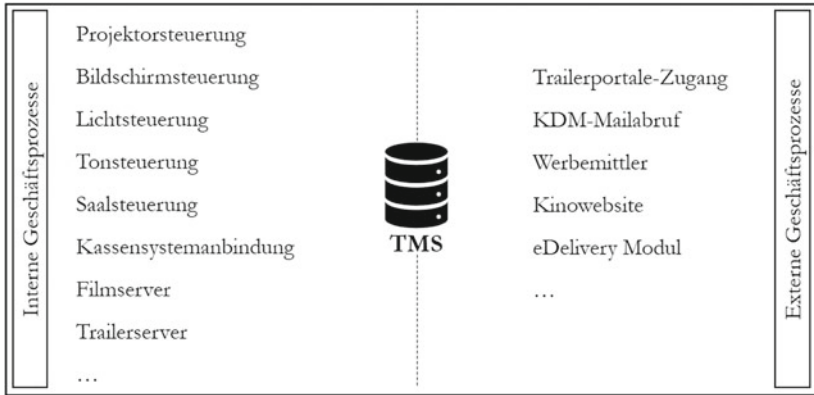 Interne Geschäftsprozesse
Projektorsteuerung
Bildschirmsteuerung
Lichtsteuerung
Tonsteuerung
Saalsteuerung
Kassensystemanbindung
Filmserver
Trailerserver
…
TMS
Trailerportale-Zugang
KDM-Mailabruf
Werbemittler
Kinowebsite
eDelivery Modul
…
Externe Geschäftsprozesse